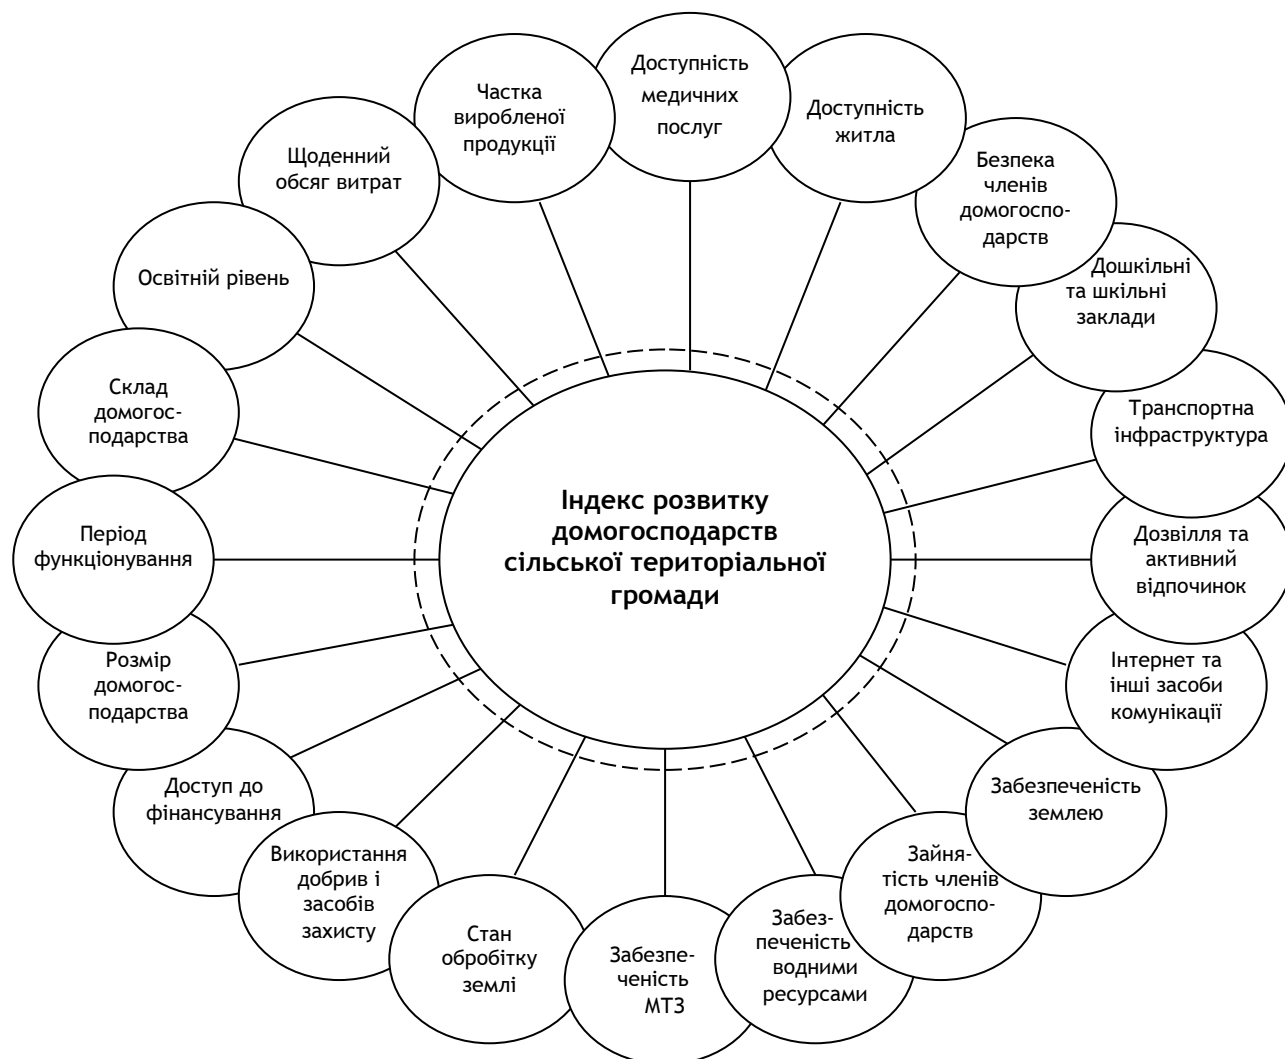 Доступність
медичних
послуг
Доступність
житла
Безпека
членів
домогоспо-
дарств
Дошкільні
та шкільні
заклади
Транспортна
інфраструктура
Дозвілля та
активний
відпочинок
Інтернет та
інші засоби
комунікації
Забезпеченість
землею
Зайня-
тість членів
домогоспо-
дарств
Забез-
печеність
водними
ресурсами
Забезпе-
ченість
МТЗ
Стан
обробітку
землі
Використання
добрив і
засобів
захисту
Доступ до
фінансування
Розмір
домогос-
подарства
Період
функціонування
Склад
домогос-
подарства
Освітній рівень
Щоденний
обсяг витрат
Частка
виробленої
продукції
Індекс розвитку
домогосподарств
сільської територіальної
громади